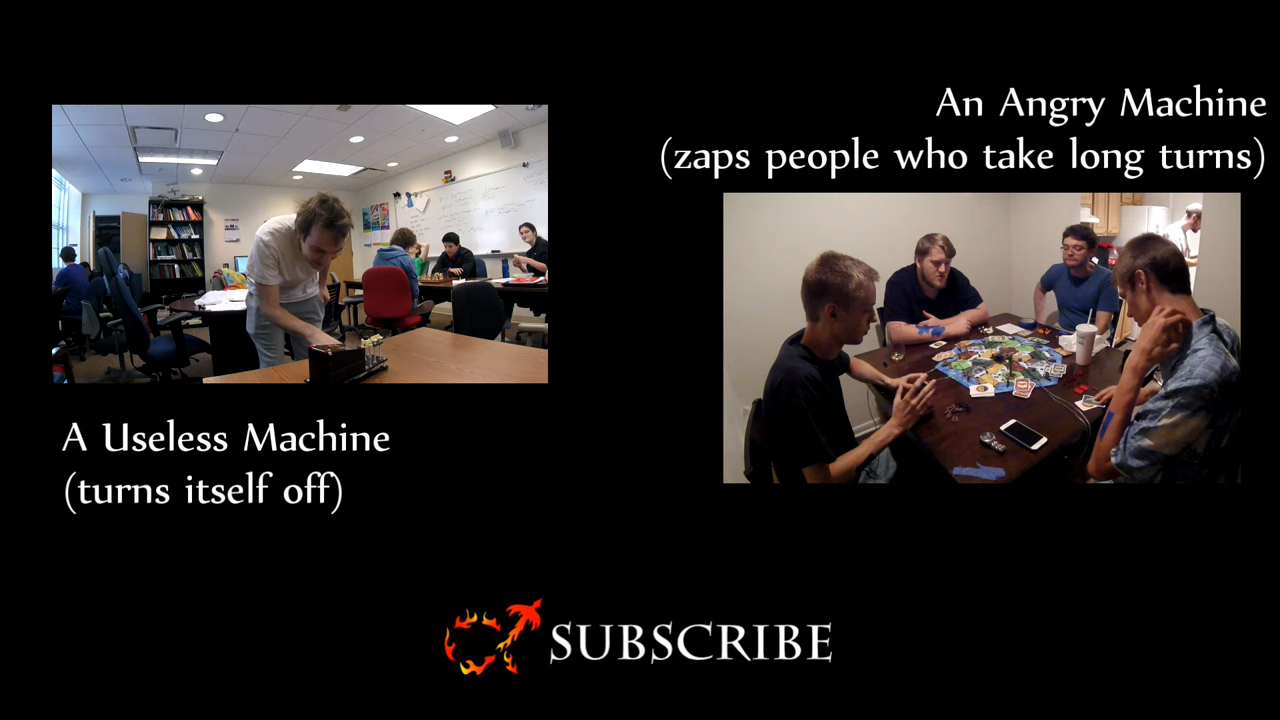 An Angry Machine
(zaps people who take long turns)
A Useless Machine
(turns itself off)
SUBSCRIBE